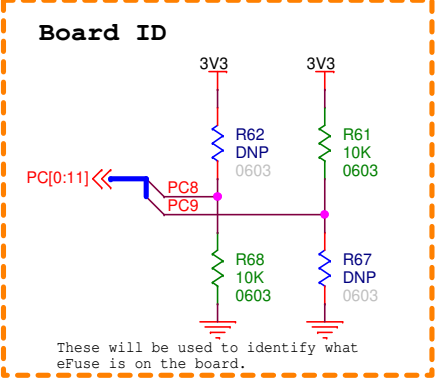 Board ID
3V3 3V3
R62 R61
DNP 10K
0603 0603
PC[0:11]
PC8
PC9
R68 R67
10K DNP
0603 0603
These will be used to identify what
eFuse is on the board.